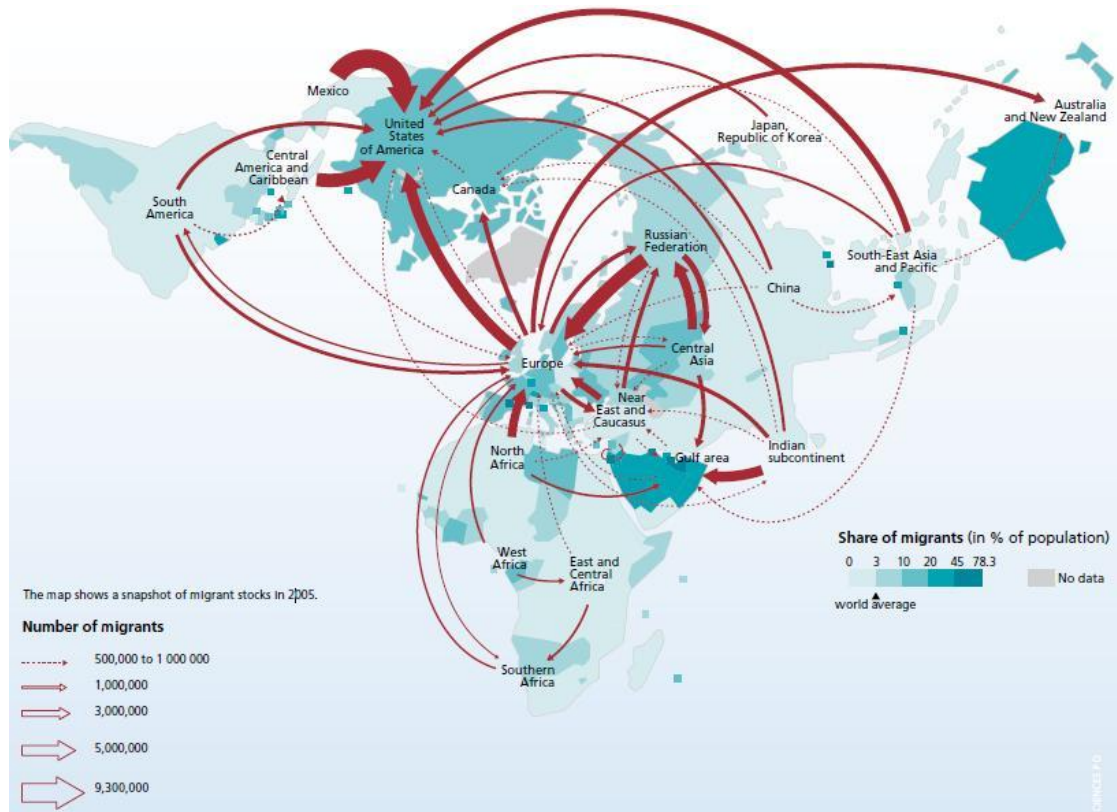 Mexico
United
States
of America
Central
America and
Caribbean
South
America
Canada
Japan,
Republic of Korea
Australia
and New Zealand
Russian
Federation
China
South-East Asia
and Pacific
Europe
Central
Asia
Near
East and
Caucasus
North
Africa
Gulf area
Indian
subcontinent
West
Africa
East and
Central
Africa
Southern
Africa
Share of migrants (in % of population)
0 3 10 20 45 78.3
No data
world average
The map shows a snapshot of migrant stocks in 2005.
Number of migrants
500,000 to 1 000 000
1,000,000
3,000,000
5,000,000
9,300,000